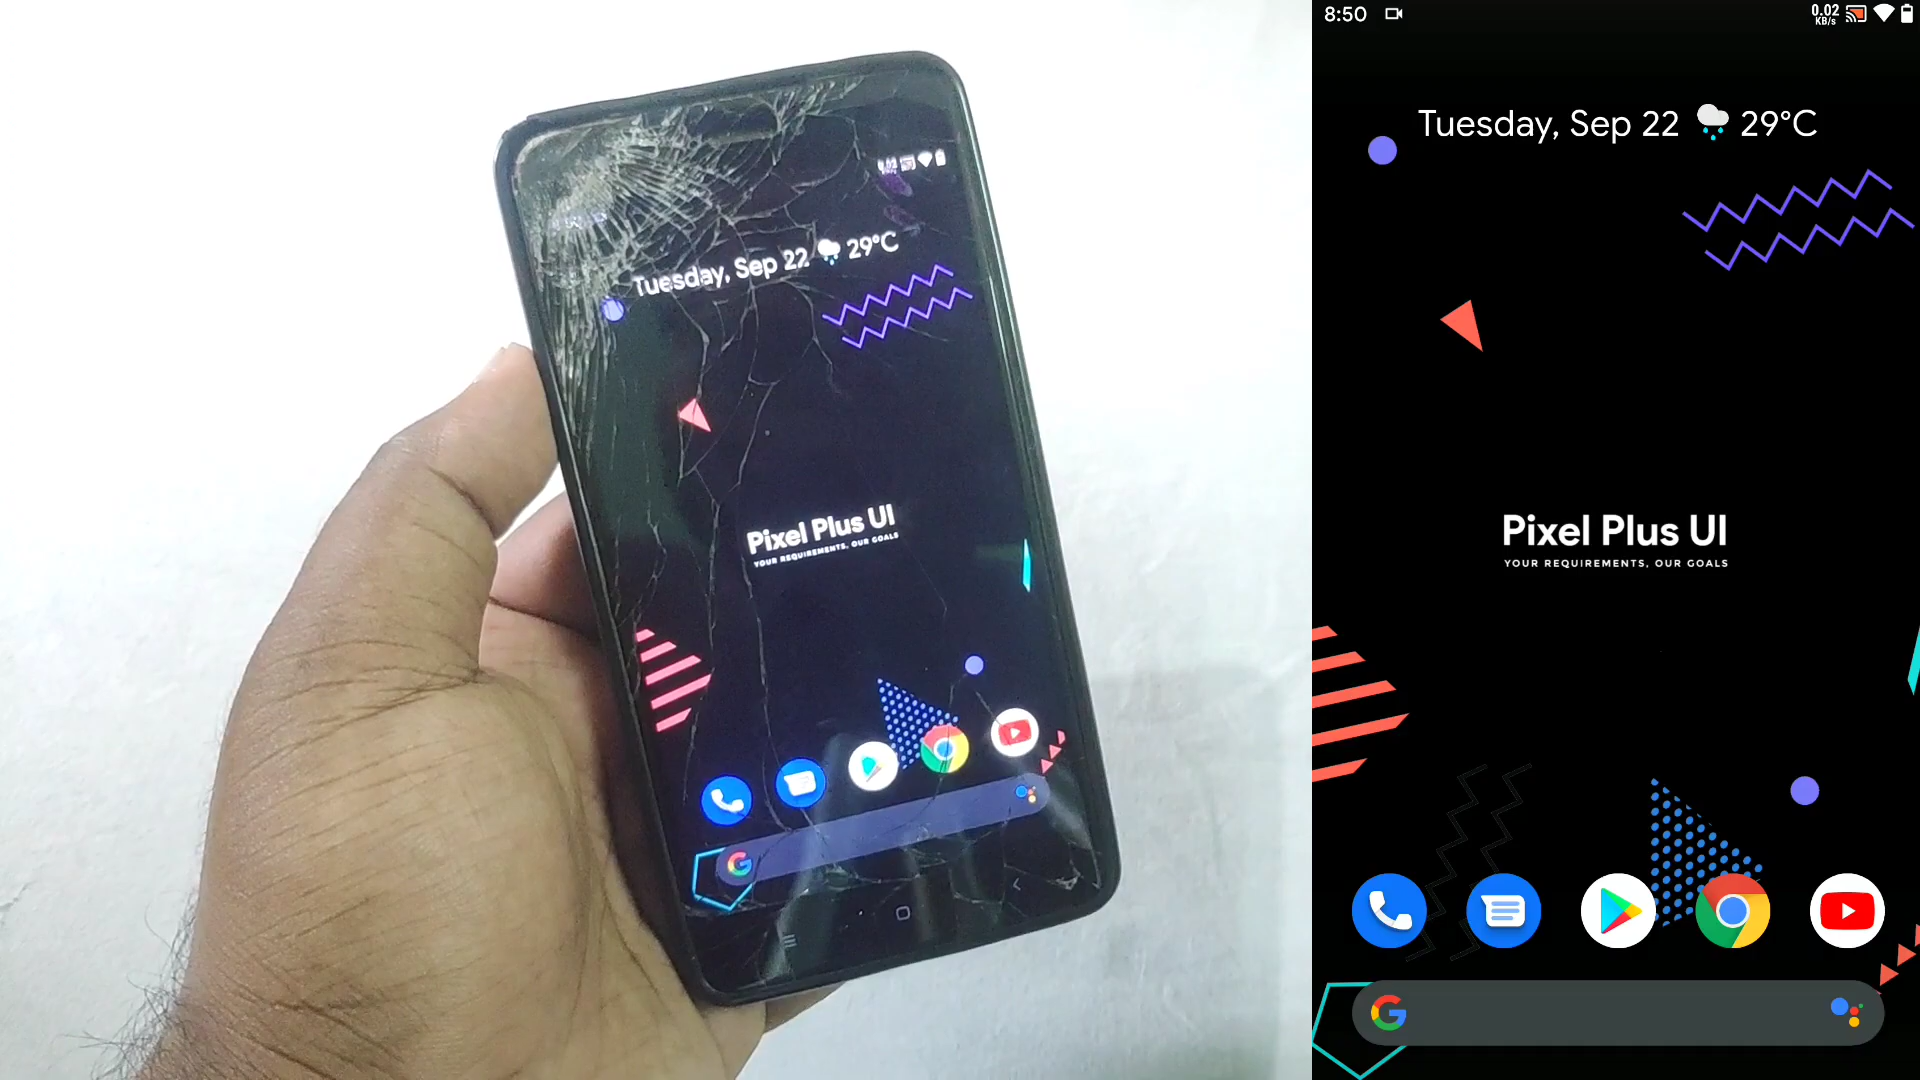 Tuesday, Sep 22 29°C
Pixel Plus UI
YOUR REQUIREMENTS, OUR GOALS
G
8:50
0.02
KB/s
Tuesday, Sep 22 29°C
Pixel Plus UI
YOUR REQUIREMENTS, OUR GOALS
G